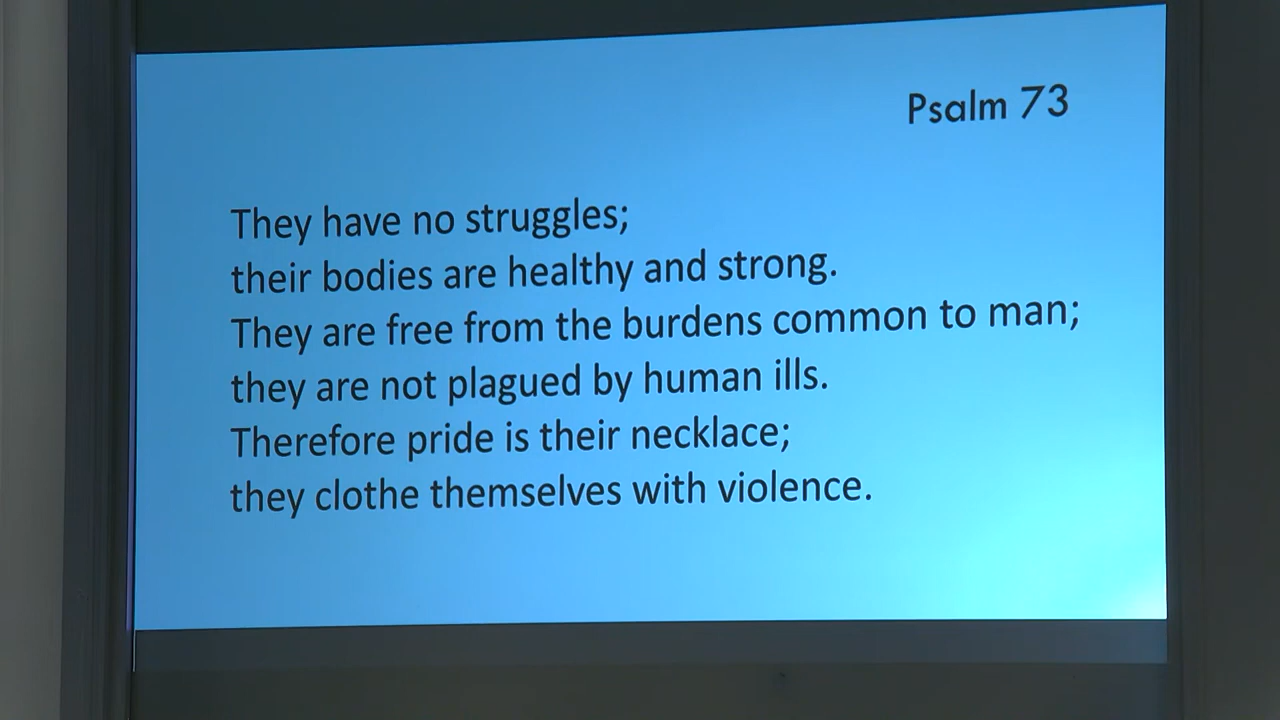 Psalm 73
They have no struggles;
their bodies are healthy and strong.
They are free from the burdens common to man;
they are not plagued by human ills.
Therefore pride is their necklace;
they clothe themselves with violence.